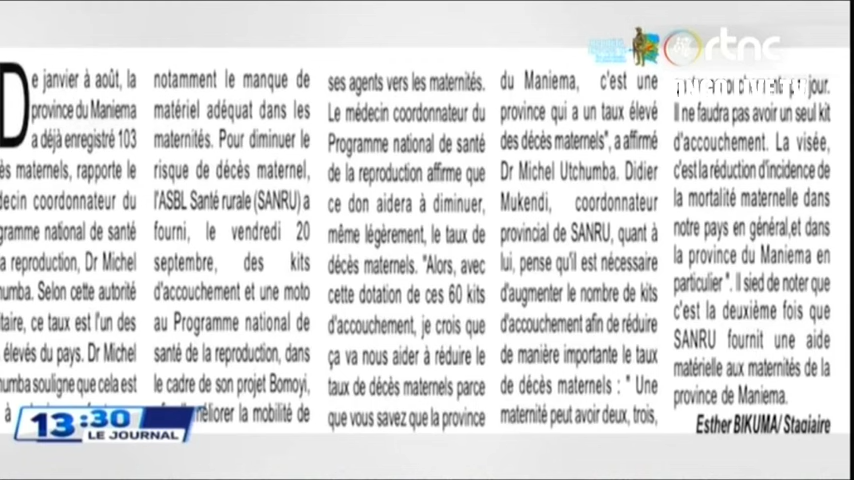 rtnc
ONGO LIVE TV
De janvier à août, la
province du Maniema
a déjà enregistré 103
ès maternels, rapporte le
decin coordonnateur du
gramme national de santé
a reproduction, Dr Michel
humba. Selon cette autorité
itaire, ce taux est l'un des
élevés du pays. Dr Michel
humba souligne que cela est
à
notamment le manque de
matériel adéquat dans les
maternités. Pour diminuer le
risque de décès maternel,
l'ASBL Santé rurale (SANRU) a
fourni, le vendredi 20
septembre, des kits
d'accouchement et une moto
au Programme national de
santé de la reproduction, dans
le cadre de son projet Bomoyi,
méliorer la mobilité de
ses agents vers les maternités.
Le médecin coordonnateur du
Programme national de santé
de la reproduction affirme que
ce don aidera à diminuer,
même légèrement, le taux de
décès maternels. "Alors, avec
cette dotation de ces 60 kits
d'accouchement, je crois que
ça va nous aider à réduire le
taux de décès maternels parce
que vous savez que la province
du Maniema, c'est une
province qui a un taux élevé
des décès maternels", a affirmé
Dr Michel Utchumba. Didier
Mukendi, coordonnateur
provincial de SANRU, quant à
lui, pense qu'il est nécessaire
d'augmenter le nombre de kits
d'accouchement afin de réduire
de manière importante le taux
de décès maternels : " Une
maternité peut avoir deux, trois,
jour.
Il ne faudra pas avoir un seul kit
d'accouchement. La visée,
c'est la réduction d'incidence de
la mortalité maternelle dans
notre pays en général,et dans
la province du Maniema en
particulier ". Il sied de noter que
c'est la deuxième fois que
SANRU fournit une aide
matérielle aux maternités de la
province de Maniema.
Esther BIKUMA/ Stagiaire
13:30
LE JOURNAL